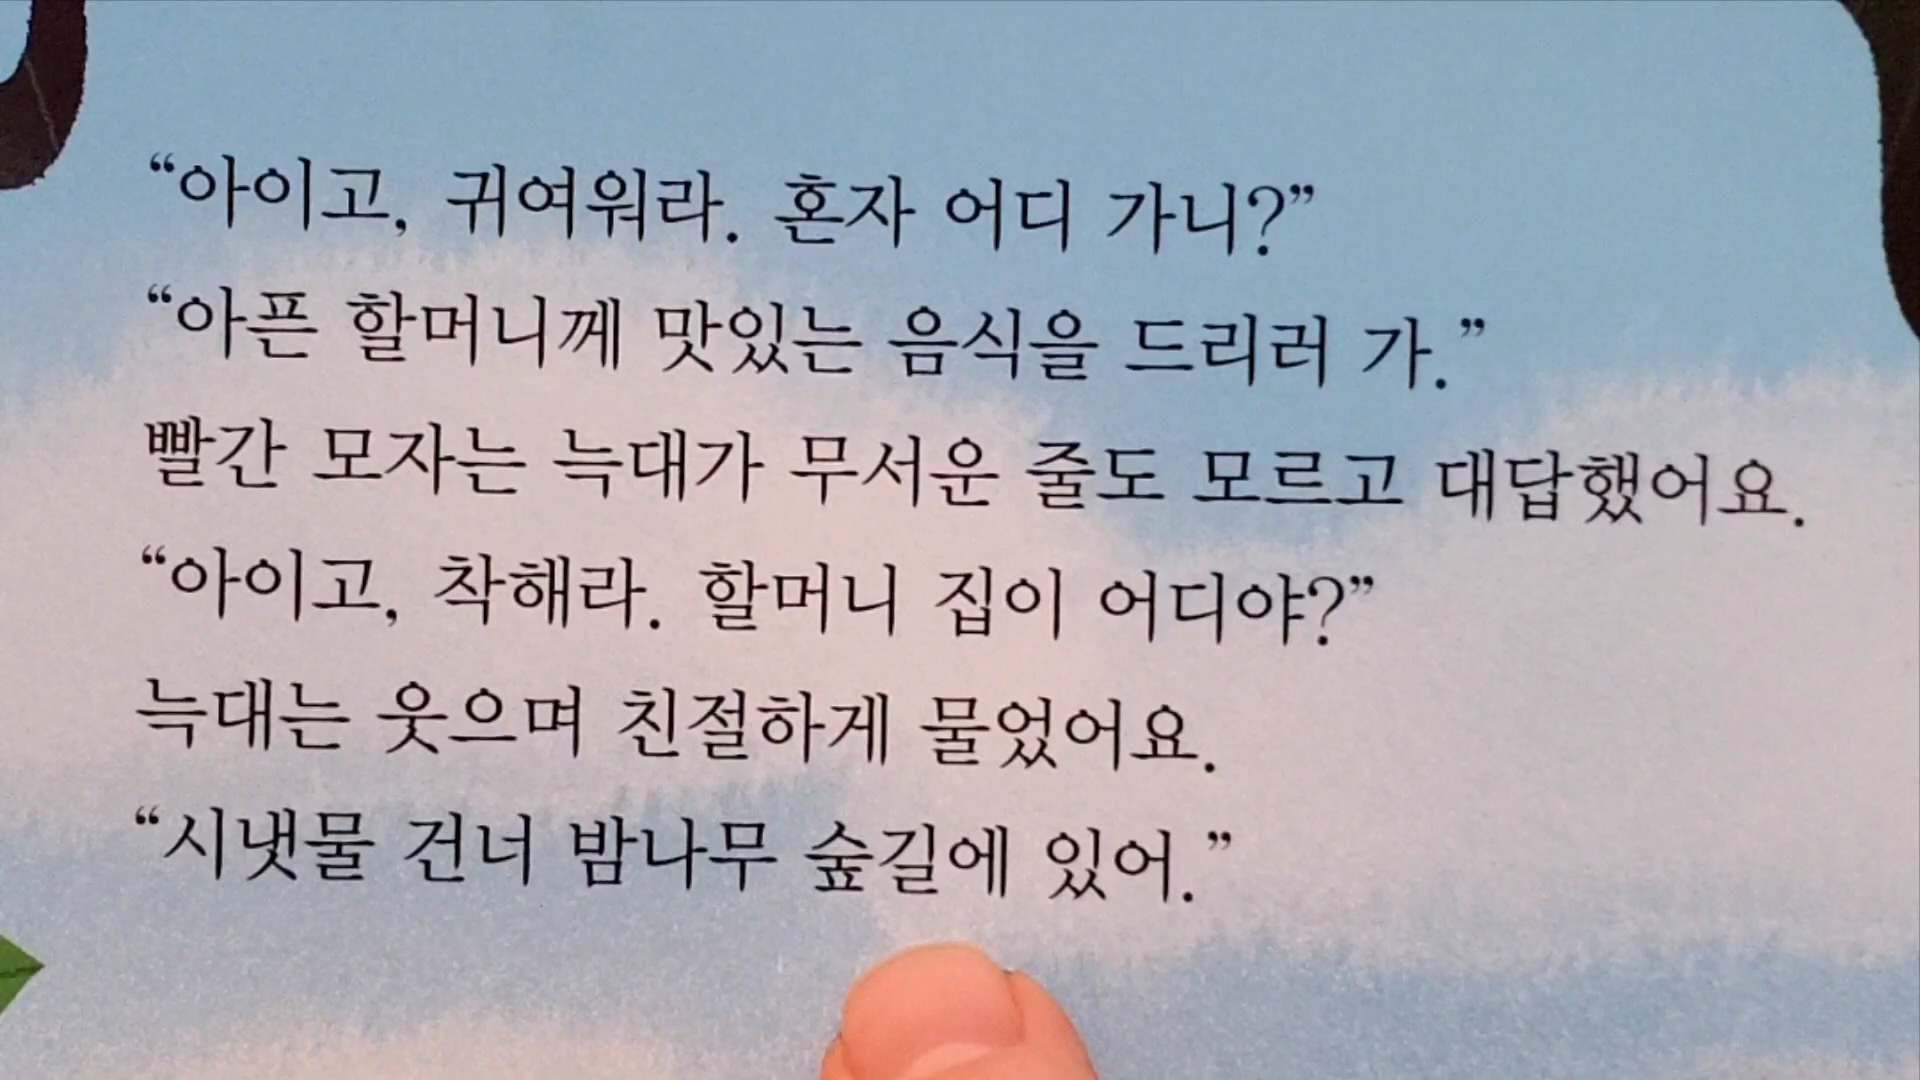 “아이고, 귀여워라. 혼자 어디 가니?”
“아픈 할머니께 맛있는 음식을 드리러 가.”
빨간 모자는 늑대가 무서운 줄도 모르고 대답했어요.
“아이고, 착해라. 할머니 집이 어디야?”
늑대는 웃으며 친절하게 물었어요.
“시냇물 건너 밤나무 숲길에 있어.”